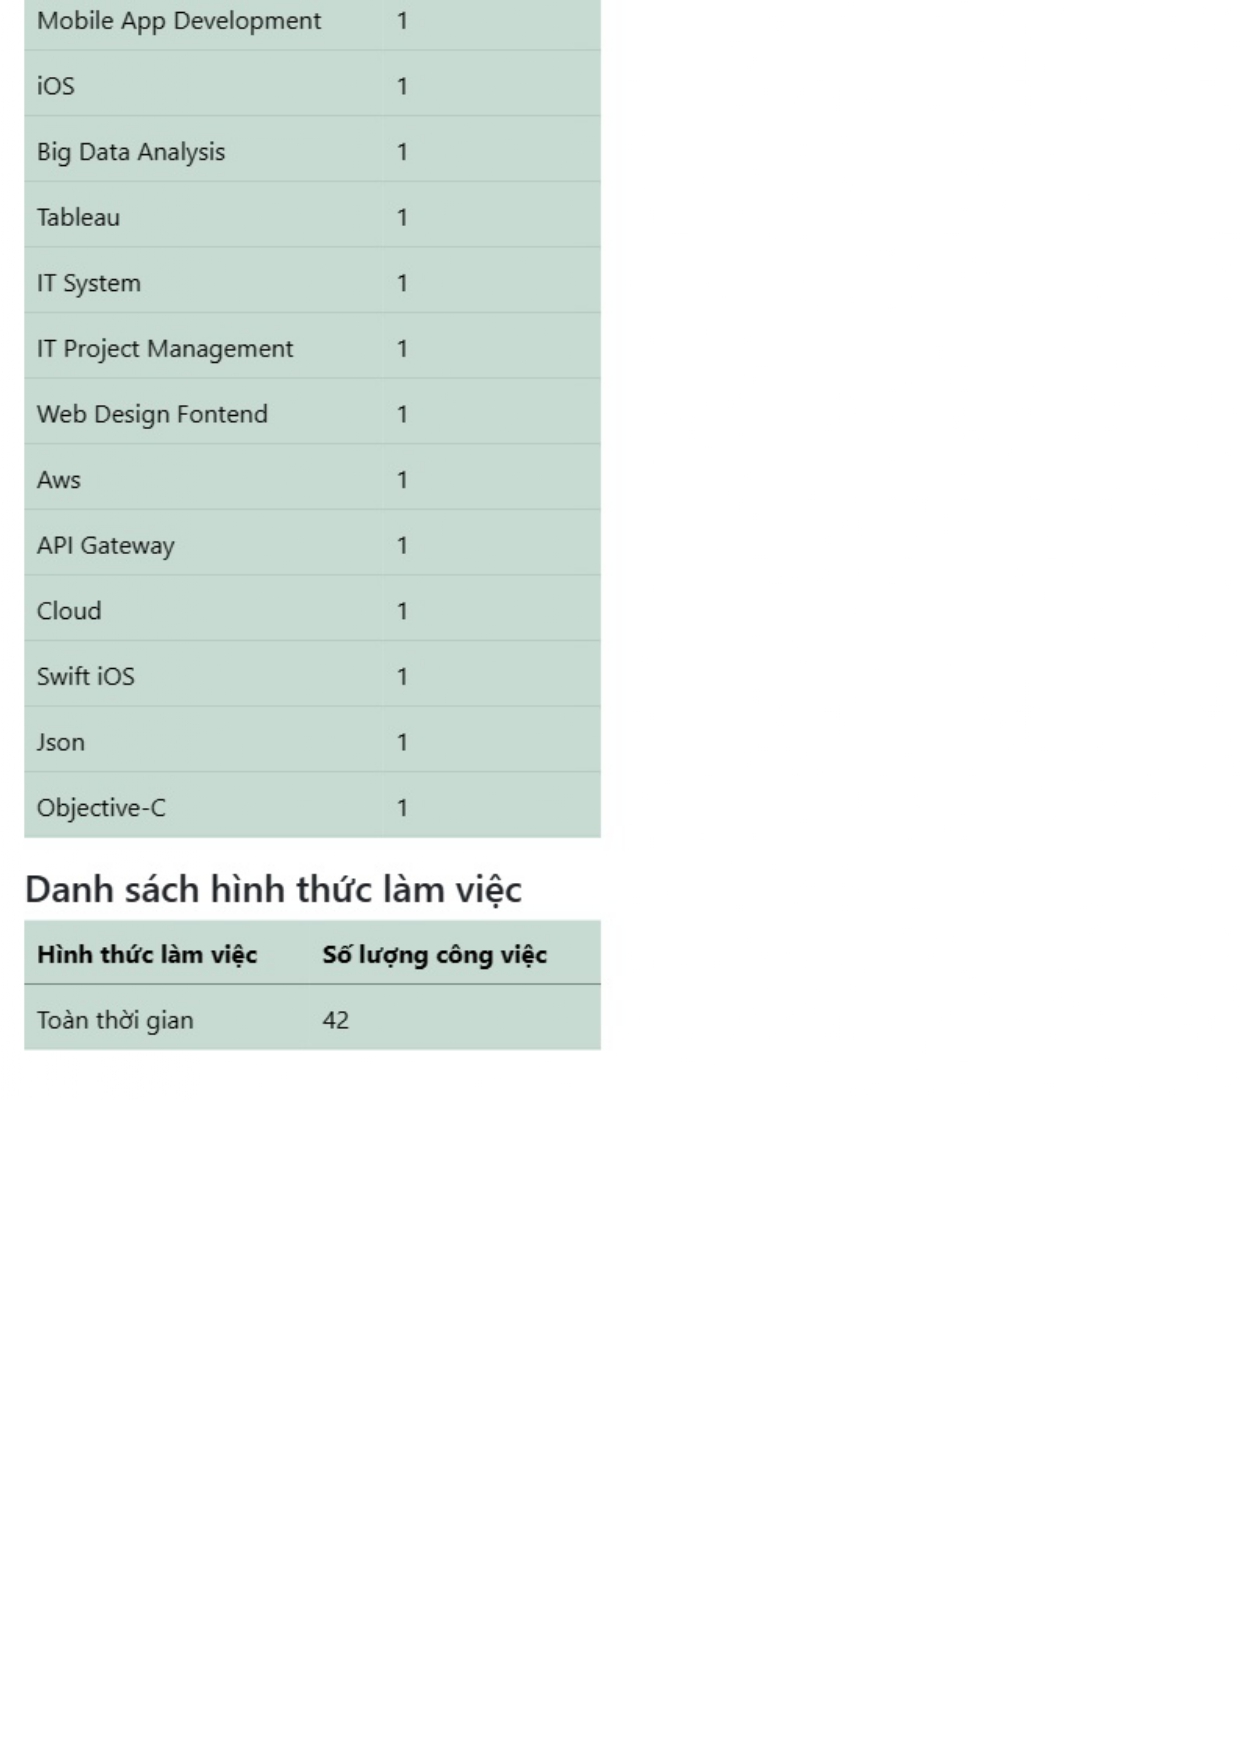 Mobile App Development 1
iOS 1
Big Data Analysis 1
Tableau 1
IT System 1
IT Project Management 1
Web Design Fontend 1
Aws 1
API Gateway 1
Cloud 1
Swift iOS 1
Json 1
Objective-C 1
Danh sách hình thức làm việc
Hình thức làm việc Số lượng công việc
Toàn thời gian 42